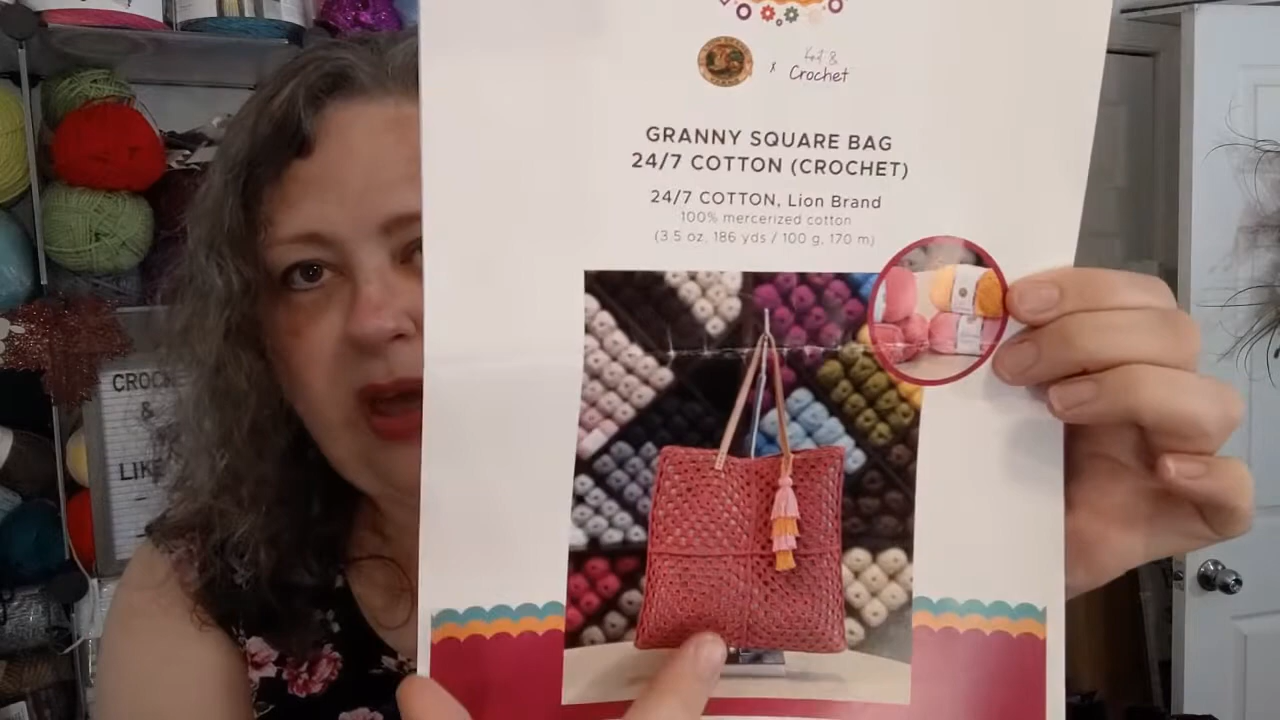 x Knit &
Crochet
GRANNY SQUARE BAG
24/7 COTTON (CROCHET)
24/7 COTTON, Lion Brand
100% mercerized cotton
(3.5 oz, 186 yds / 100 g, 170 m)
CROCHE
&
LIKE